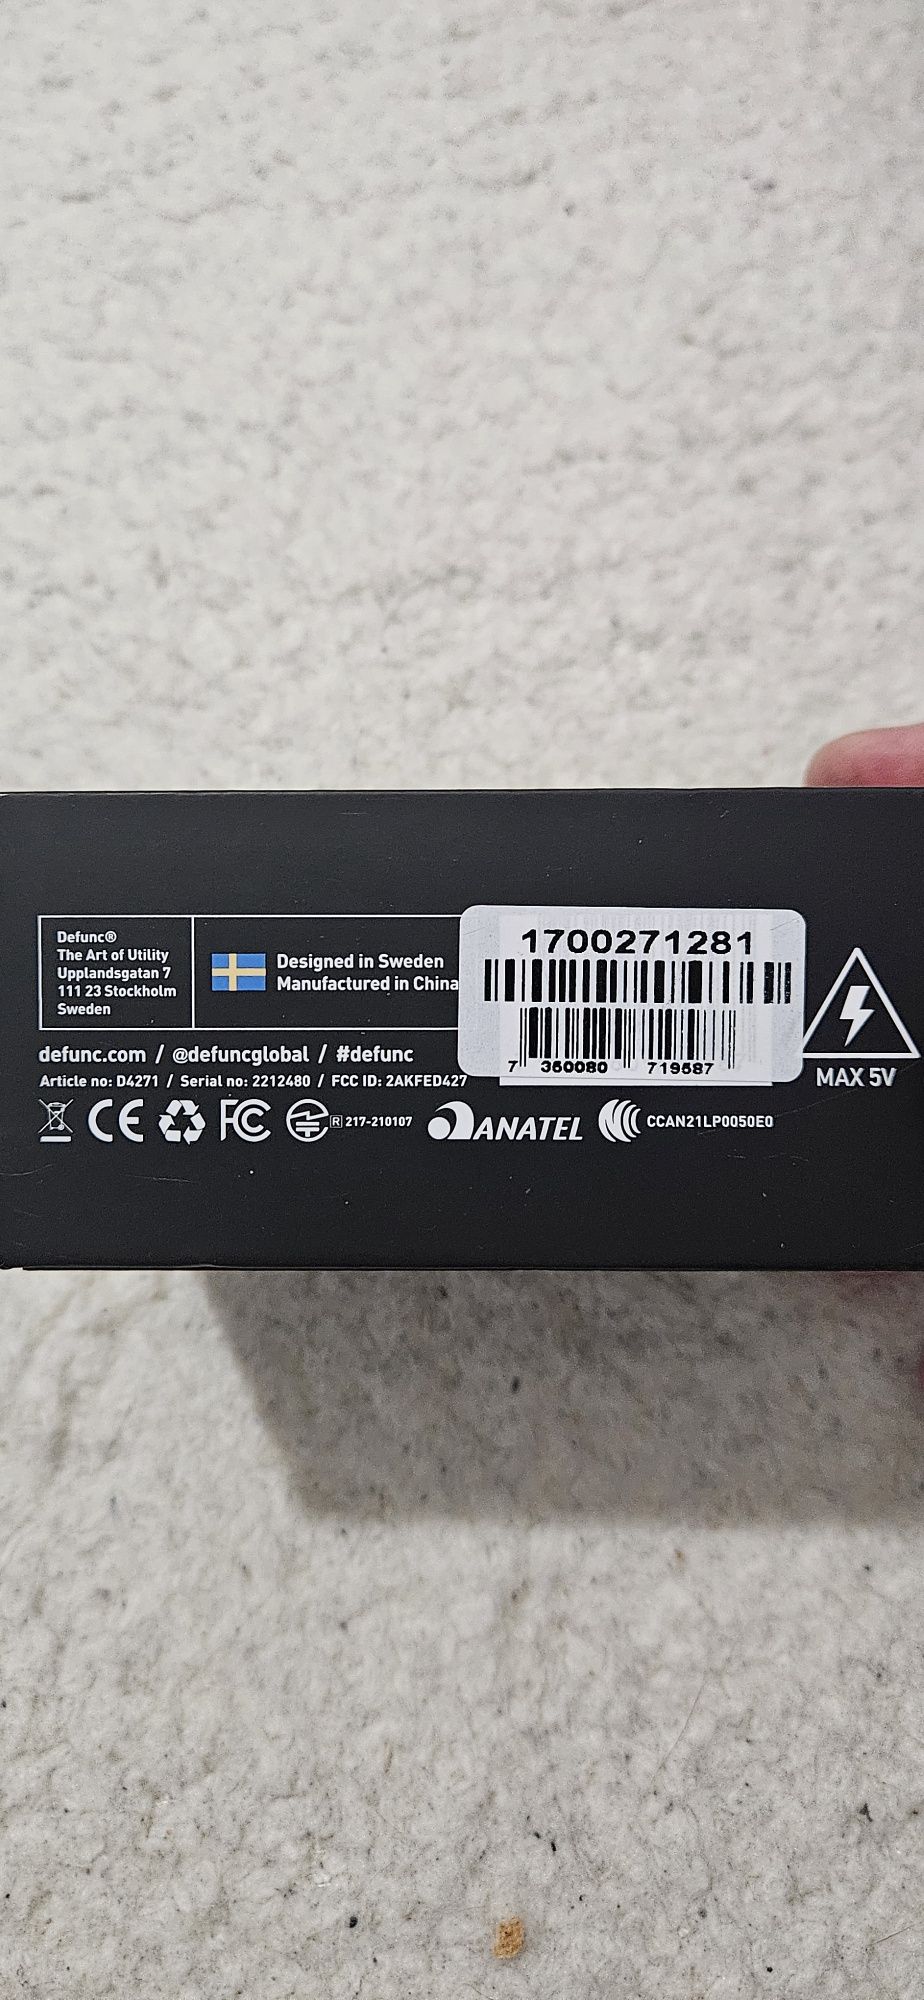 Defunc®
The Art of Utility
Upplandsgatan 7
111 23 Stockholm
Sweden
Designed in Sweden
Manufactured in China
1700271281
7 350080 719587
MAX 5V
defunc.com / @defuncglobal / #defunc
Article no: D4271 / Serial no: 2212480 / FCC ID: 2AKFED427
CE FC R 217-210107 ANATEL CCAN21LP0050E0